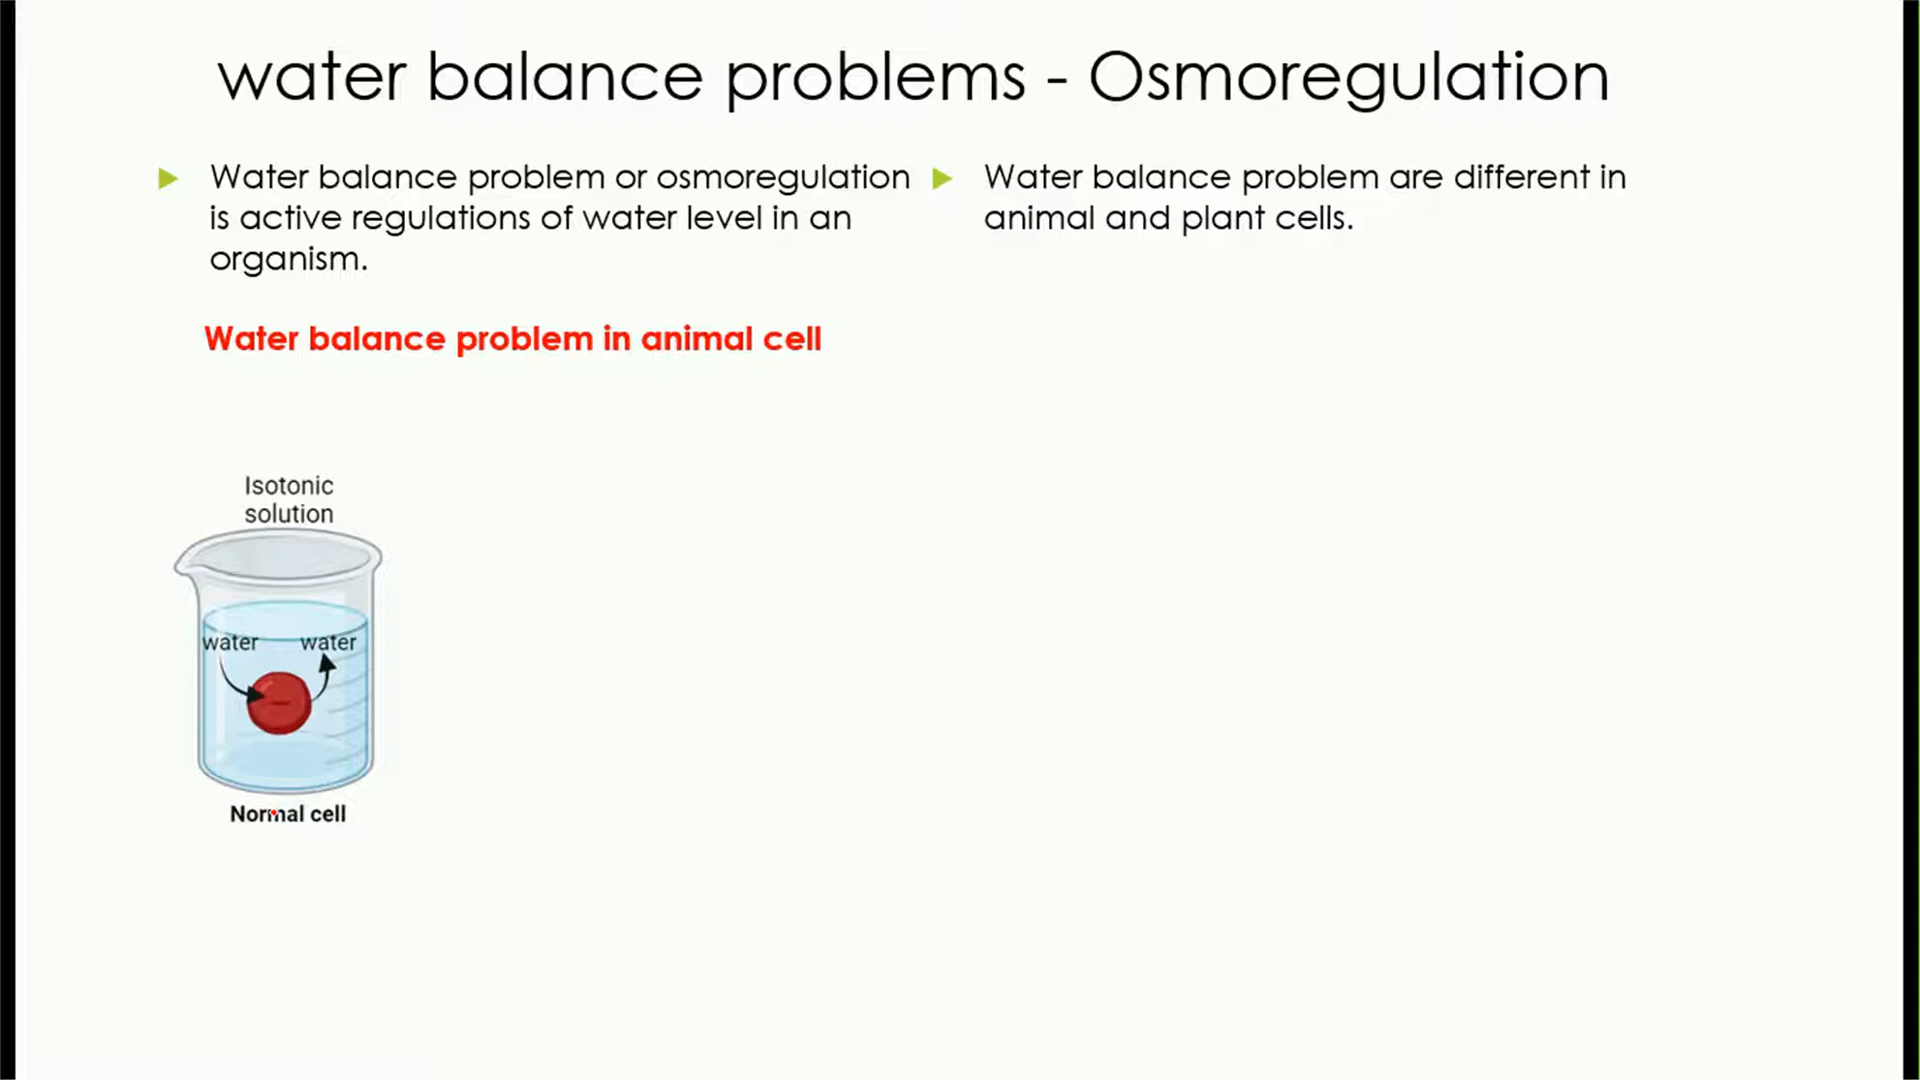 water balance problems - Osmoregulation
Water balance problem or osmoregulation
is active regulations of water level in an
organism.
Water balance problem are different in
animal and plant cells.
Water balance problem in animal cell
Isotonic
solution
water water
Normal cell